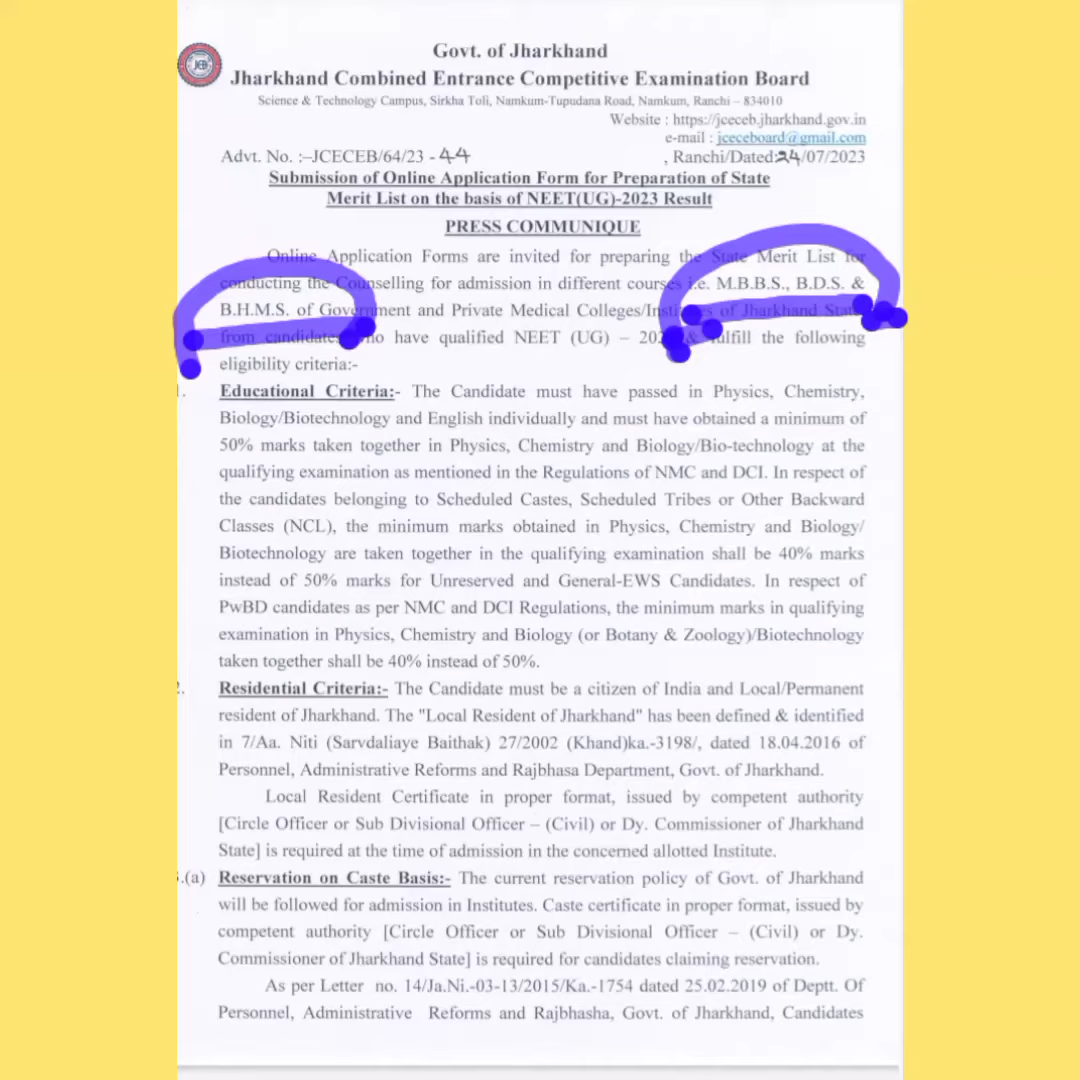 Govt. of Jharkhand
JCEB
Jharkhand Combined Entrance Competitive Examination Board
Science & Technology Campus, Sirkha Toli, Namkum-Tupudana Road, Namkum, Ranchi – 834010
Website : https://jceceb.jharkhand.gov.in
e-mail : jceceboard@gmail.com
Advt. No. :–JCECEB/64/23 - 44 , Ranchi/Dated:24/07/2023
Submission of Online Application Form for Preparation of State
Merit List on the basis of NEET(UG)-2023 Result
PRESS COMMUNIQUE
Online Application Forms are invited for preparing the State Merit List for
conducting the Counselling for admission in different courses i.e. M.B.B.S., B.D.S. &
B.H.M.S. of Government and Private Medical Colleges/Institutes of Jharkhand State
from candidates have qualified NEET (UG) – & fulfill the following
eligibility criteria:-
Educational Criteria:- The Candidate must have passed in Physics, Chemistry,
Biology/Biotechnology and English individually and must have obtained a minimum of
50% marks taken together in Physics, Chemistry and Biology/Bio-technology at the
qualifying examination as mentioned in the Regulations of NMC and DCI. In respect of
the candidates belonging to Scheduled Castes, Scheduled Tribes or Other Backward
Classes (NCL), the minimum marks obtained in Physics, Chemistry and Biology/
Biotechnology are taken together in the qualifying examination shall be 40% marks
instead of 50% marks for Unreserved and General-EWS Candidates. In respect of
PwBD candidates as per NMC and DCI Regulations, the minimum marks in qualifying
examination in Physics, Chemistry and Biology (or Botany & Zoology)/Biotechnology
taken together shall be 40% instead of 50%.
Residential Criteria:- The Candidate must be a citizen of India and Local/Permanent
resident of Jharkhand. The "Local Resident of Jharkhand" has been defined & identified
in 7/Aa. Niti (Sarvdaliaye Baithak) 27/2002 (Khand)ka.-3198/, dated 18.04.2016 of
Personnel, Administrative Reforms and Rajbhasa Department, Govt. of Jharkhand.
Local Resident Certificate in proper format, issued by competent authority
[Circle Officer or Sub Divisional Officer – (Civil) or Dy. Commissioner of Jharkhand
State] is required at the time of admission in the concerned allotted Institute.
.(a) Reservation on Caste Basis:- The current reservation policy of Govt. of Jharkhand
will be followed for admission in Institutes. Caste certificate in proper format, issued by
competent authority [Circle Officer or Sub Divisional Officer – (Civil) or Dy.
Commissioner of Jharkhand State] is required for candidates claiming reservation.
As per Letter no. 14/Ja.Ni.-03-13/2015/Ka.-1754 dated 25.02.2019 of Deptt. Of
Personnel, Administrative Reforms and Rajbhasha, Govt. of Jharkhand, Candidates